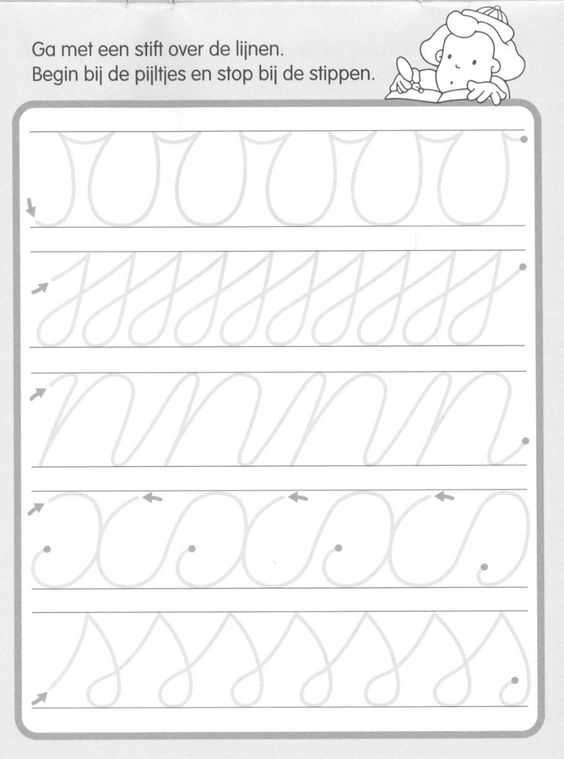 Ga met een stift over de lijnen.
Begin bij de pijltjes en stop bij de stippen.